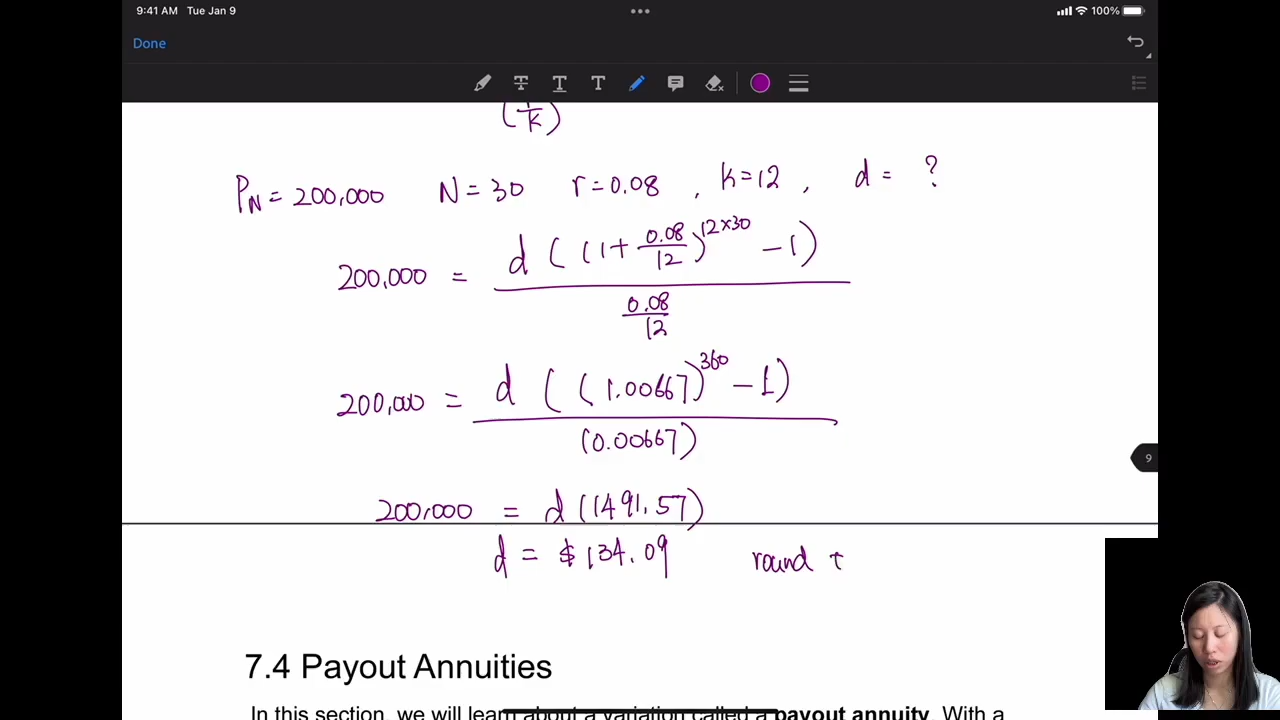 9:41 AM Tue Jan 9
100%
Done
P_N = 200,000 N = 30 r = 0.08 , k = 12 , d = ?
200,000 = d ( (1 + 0.08/12)^12×30 − 1) / (0.08/12)
200,000 = d ( (1.00667)^360 − 1) / (0.00667)
200,000 = d (1491.57)
d = $134.09 round t
9
7.4 Payout Annuities
In this section, we will learn about a variation called a payout annuity. With a